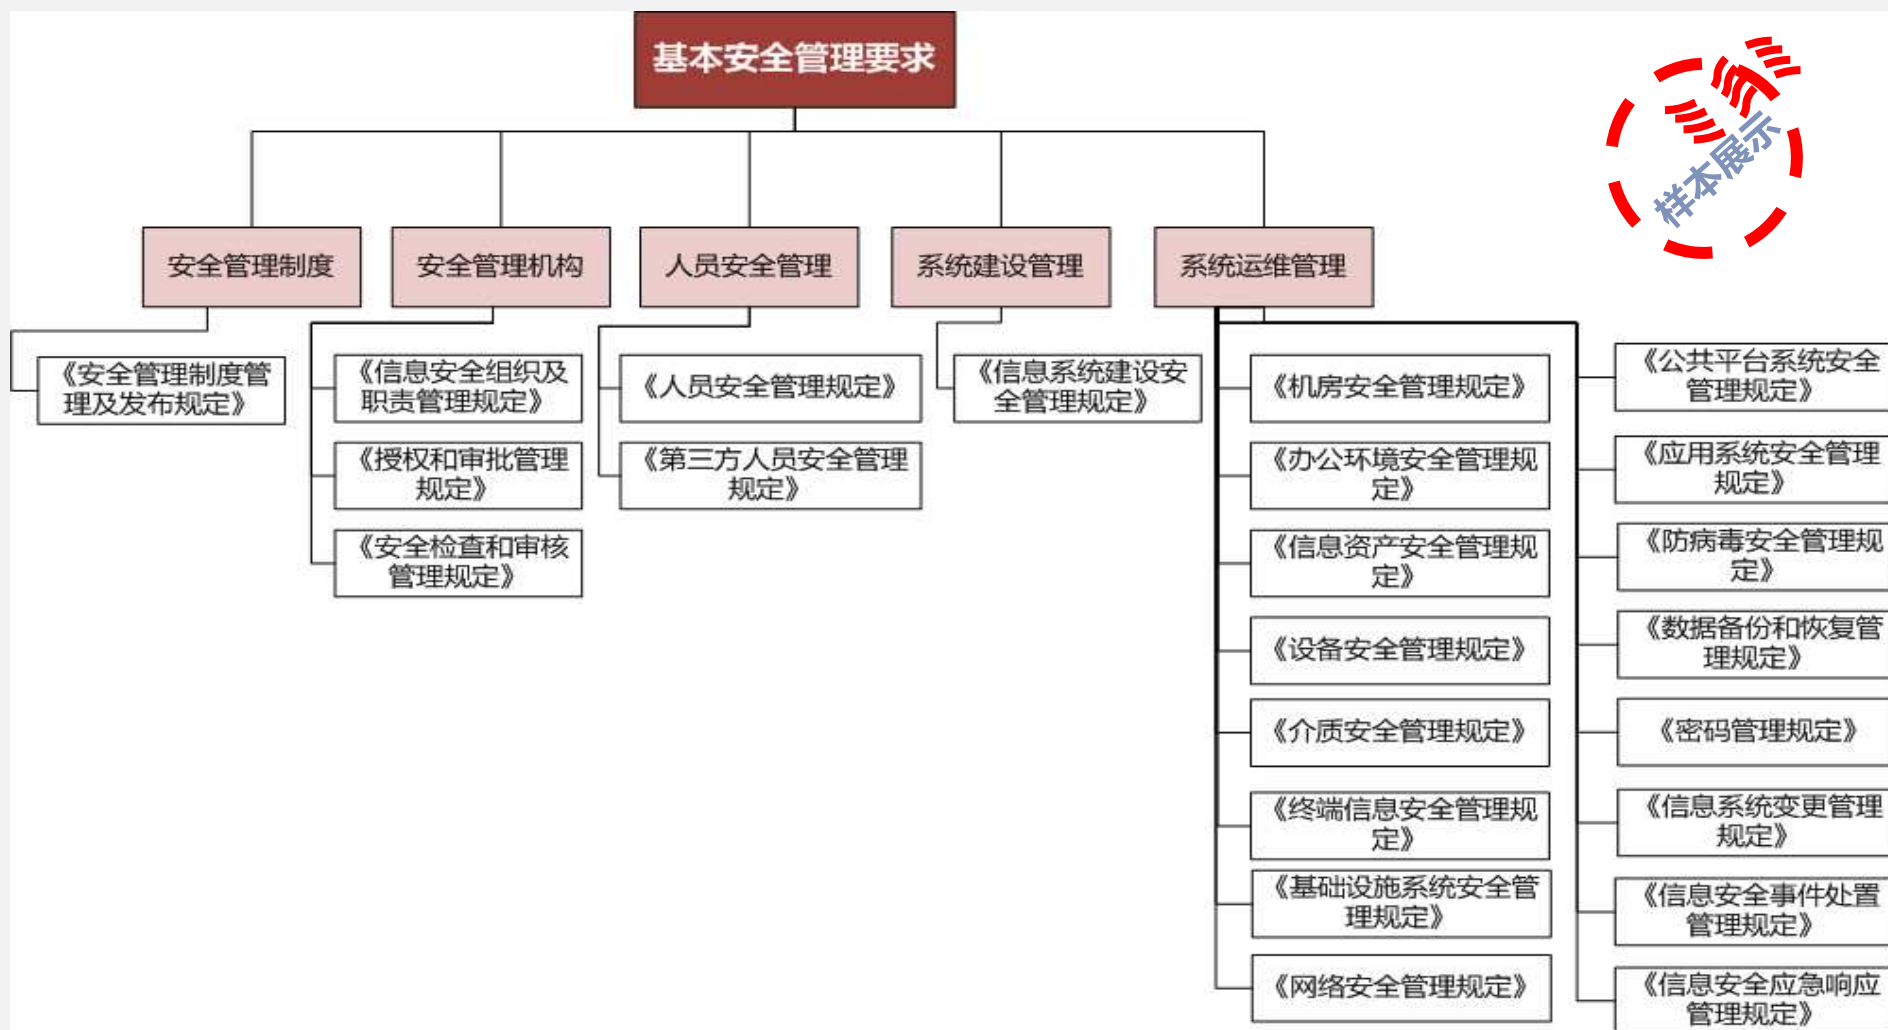 基本安全管理要求
样本展示
安全管理制度
安全管理机构
人员安全管理
系统建设管理
系统运维管理
《安全管理制度管
理及发布规定》
《信息安全组织及
职责管理规定》
《授权和审批管理
规定》
《安全检查和审核
管理规定》
《人员安全管理规定》
《第三方人员安全管理
规定》
《信息系统建设安
全管理规定》
《机房安全管理规定》
《办公环境安全管理规
定》
《信息资产安全管理规
定》
《设备安全管理规定》
《介质安全管理规定》
《终端信息安全管理规
定》
《基础设施系统安全管
理规定》
《网络安全管理规定》
《公共平台系统安全
管理规定》
《应用系统安全管理
规定》
《防病毒安全管理规
定》
《数据备份和恢复管
理规定》
《密码管理规定》
《信息系统变更管理
规定》
《信息安全事件处置
管理规定》
《信息安全应急响应
管理规定》